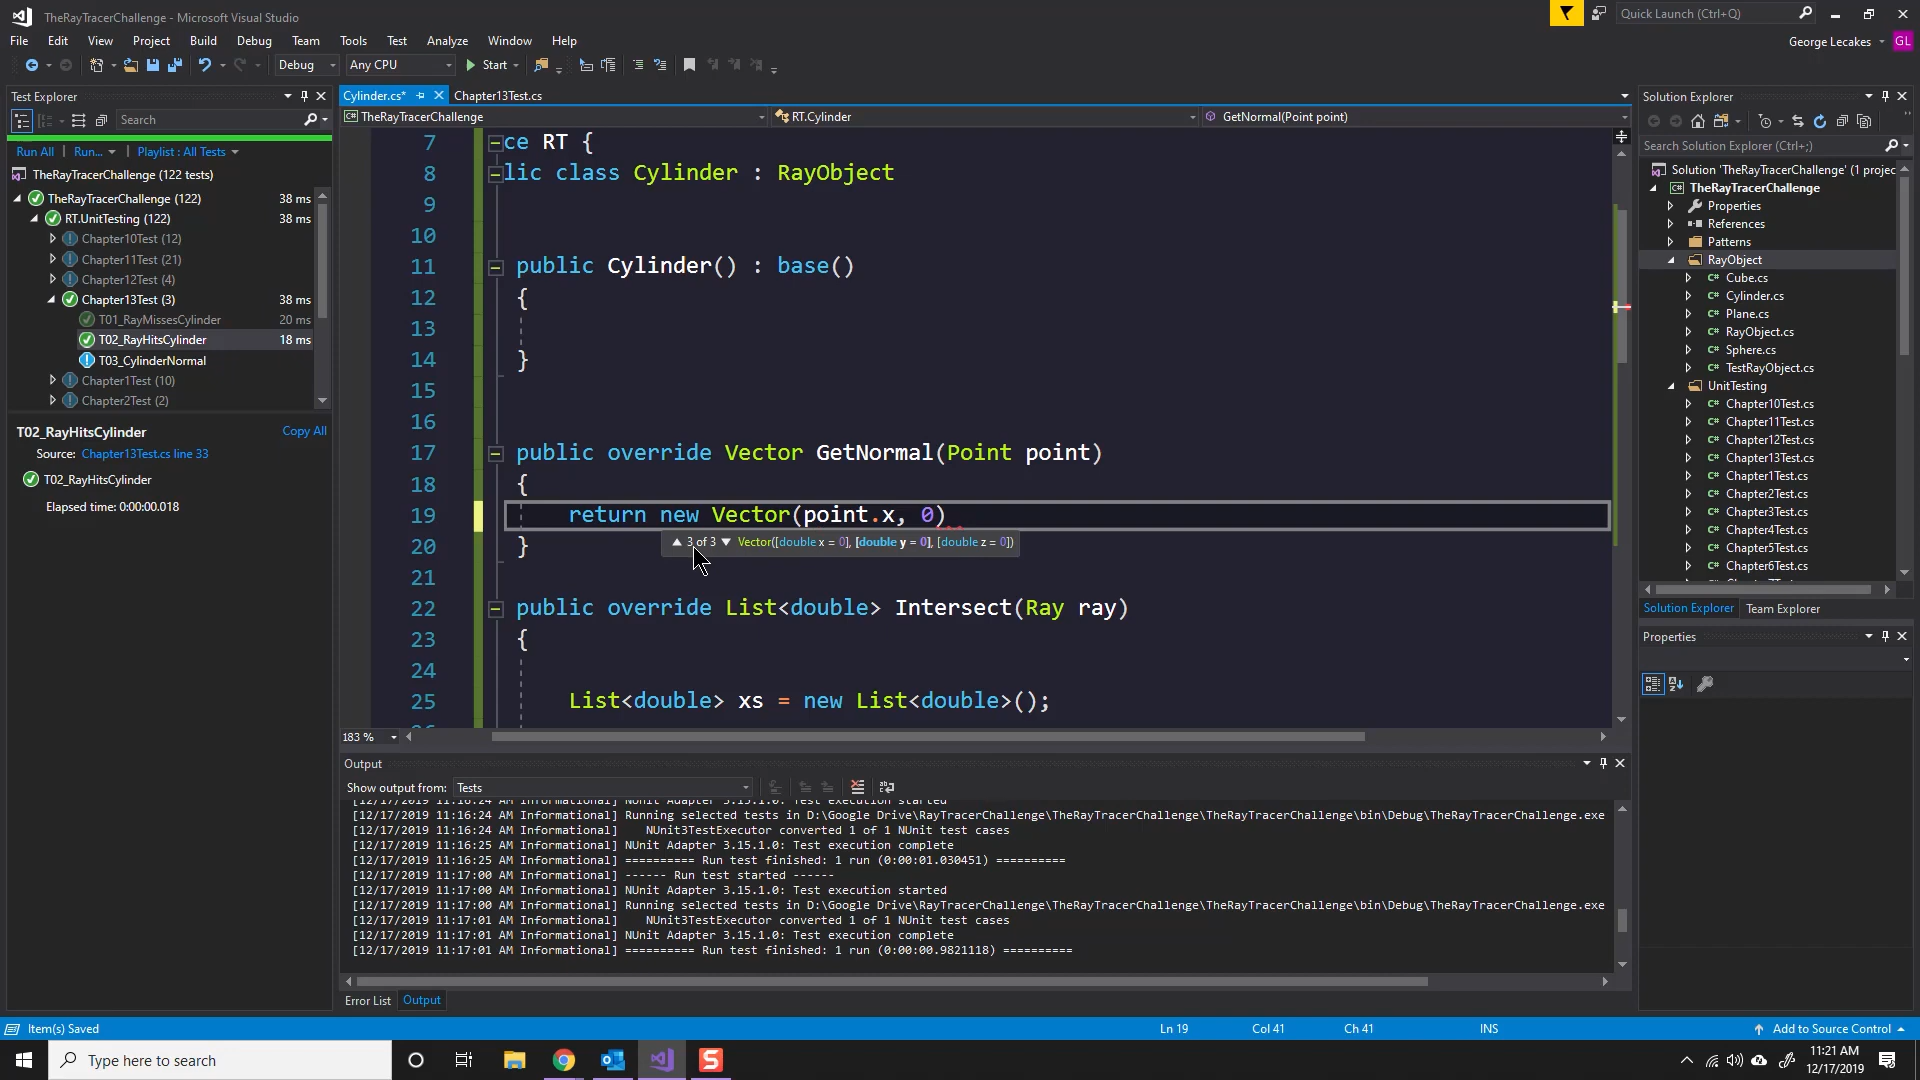 TheRayTracerChallenge - Microsoft Visual Studio
Quick Launch (Ctrl+Q)
File Edit View Project Build Debug Team Tools Test Analyze Window Help
George Lecakes GL
Debug Any CPU Start
Test Explorer
Search
Run All | Run... | Playlist : All Tests
TheRayTracerChallenge (122 tests)
TheRayTracerChallenge (122) 38 ms
RT.UnitTesting (122) 38 ms
Chapter10Test (12)
Chapter11Test (21)
Chapter12Test (4)
Chapter13Test (3) 38 ms
T01_RayMissesCylinder 20 ms
T02_RayHitsCylinder 18 ms
T03_CylinderNormal
Chapter1Test (10)
Chapter2Test (2)
T02_RayHitsCylinder Copy All
Source: Chapter13Test.cs line 33
T02_RayHitsCylinder
Elapsed time: 0:00:00.018
Cylinder.cs* Chapter13Test.cs
TheRayTracerChallenge RT.Cylinder GetNormal(Point point)
7 ce RT {
8 lic class Cylinder : RayObject
9
10
11 public Cylinder() : base()
12 {
13
14 }
15
16
17 public override Vector GetNormal(Point point)
18 {
19 return new Vector(point.x, 0)
3 of 3 Vector([double x = 0], [double y = 0], [double z = 0])
20 }
21
22 public override List<double> Intersect(Ray ray)
23 {
24
25 List<double> xs = new List<double>();
183 %
Output
Show output from: Tests
[12/17/2019 11:16:24 AM Informational] NUnit Adapter 3.15.1.0: Test execution started
[12/17/2019 11:16:24 AM Informational] Running selected tests in D:\Google Drive\RayTracerChallenge\TheRayTracerChallenge\TheRayTracerChallenge\bin\Debug\TheRayTracerChallenge.exe
[12/17/2019 11:16:24 AM Informational] NUnit3TestExecutor converted 1 of 1 NUnit test cases
[12/17/2019 11:16:25 AM Informational] NUnit Adapter 3.15.1.0: Test execution complete
[12/17/2019 11:16:25 AM Informational] ========== Run test finished: 1 run (0:00:01.030451) ==========
[12/17/2019 11:17:00 AM Informational] ------ Run test started ------
[12/17/2019 11:17:00 AM Informational] NUnit Adapter 3.15.1.0: Test execution started
[12/17/2019 11:17:00 AM Informational] Running selected tests in D:\Google Drive\RayTracerChallenge\TheRayTracerChallenge\TheRayTracerChallenge\bin\Debug\TheRayTracerChallenge.exe
[12/17/2019 11:17:01 AM Informational] NUnit3TestExecutor converted 1 of 1 NUnit test cases
[12/17/2019 11:17:01 AM Informational] NUnit Adapter 3.15.1.0: Test execution complete
[12/17/2019 11:17:01 AM Informational] ========== Run test finished: 1 run (0:00:00.9821118) ==========
Error List Output
Solution Explorer
Search Solution Explorer (Ctrl+;)
Solution 'TheRayTracerChallenge' (1 projec
TheRayTracerChallenge
Properties
References
Patterns
RayObject
Cube.cs
Cylinder.cs
Plane.cs
RayObject.cs
Sphere.cs
TestRayObject.cs
UnitTesting
Chapter10Test.cs
Chapter11Test.cs
Chapter12Test.cs
Chapter13Test.cs
Chapter1Test.cs
Chapter2Test.cs
Chapter3Test.cs
Chapter4Test.cs
Chapter5Test.cs
Chapter6Test.cs
Solution Explorer Team Explorer
Properties
Item(s) Saved Ln 19 Col 41 Ch 41 INS Add to Source Control
Type here to search
11:21 AM
12/17/2019